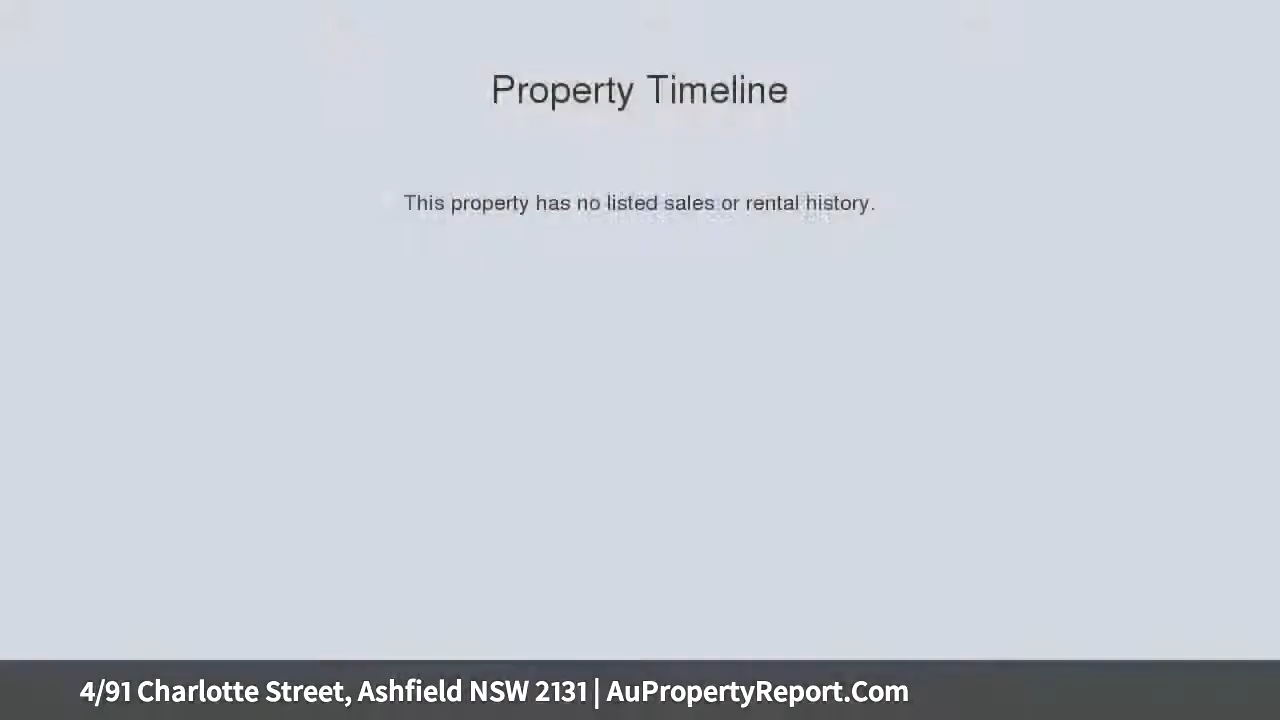 Property Timeline
This property has no listed sales or rental history.
4/91 Charlotte Street, Ashfield NSW 2131 | AuPropertyReport.Com